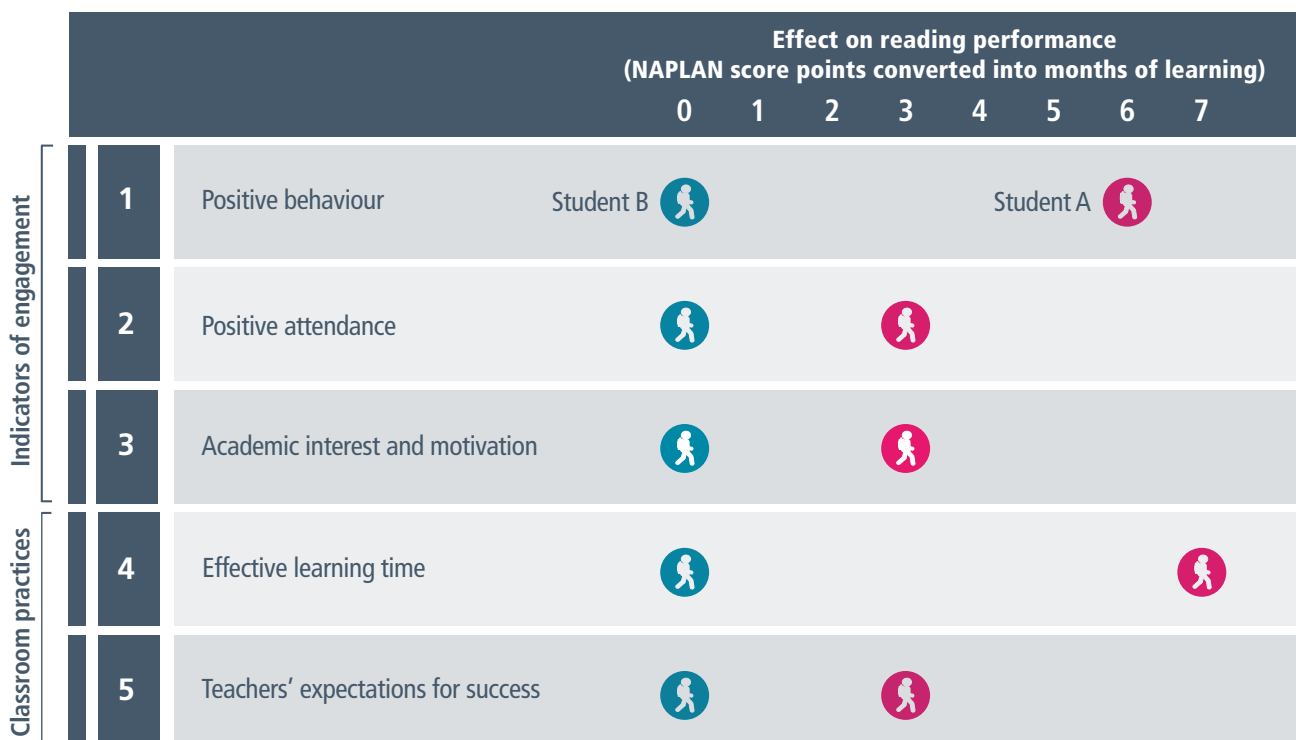 Effect on reading performance
(NAPLAN score points converted into months of learning)
0 1 2 3 4 5 6 7
Indicators of engagement
1 Positive behaviour Student B Student A
2 Positive attendance
3 Academic interest and motivation
Classroom practices
4 Effective learning time
5 Teachers’ expectations for success